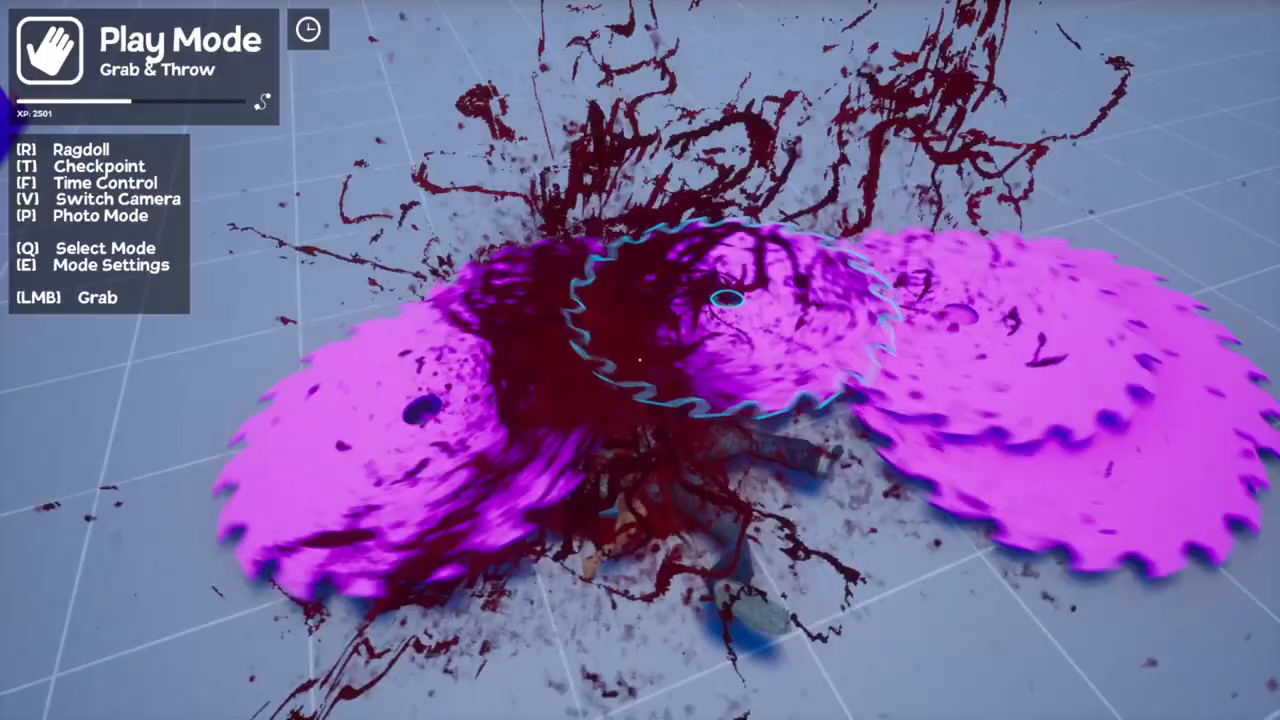 Play Mode
Grab & Throw
XP: 2501
[R] Ragdoll
[T] Checkpoint
[F] Time Control
[V] Switch Camera
[P] Photo Mode
[Q] Select Mode
[E] Mode Settings
[LMB] Grab